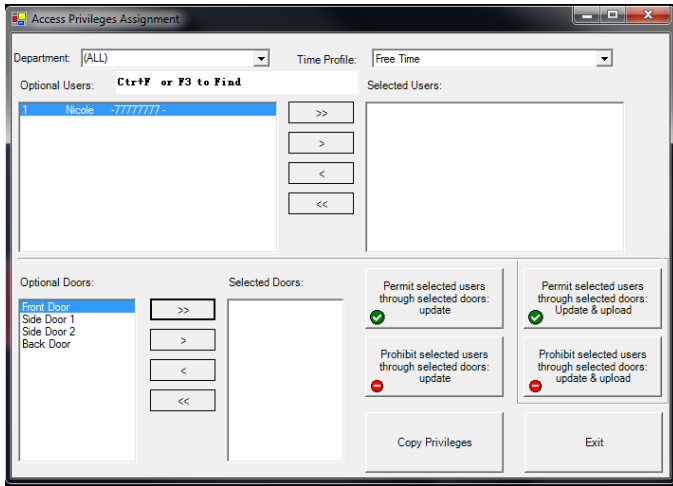 Access Privileges Assignment
Department: (ALL) Time Profile: Free Time
Optional Users: Ctr+F or F3 to Find Selected Users:
1 Nicole -77777777 -
>>
>
<
<<
Optional Doors: Selected Doors:
Front Door
Side Door 1
Side Door 2
Back Door
>>
>
<
<<
Permit selected users
through selected doors:
update
Permit selected users
through selected doors:
Update & upload
Prohibit selected users
through selected doors:
update
Prohibit selected users
through selected doors:
update & upload
Copy Privileges
Exit